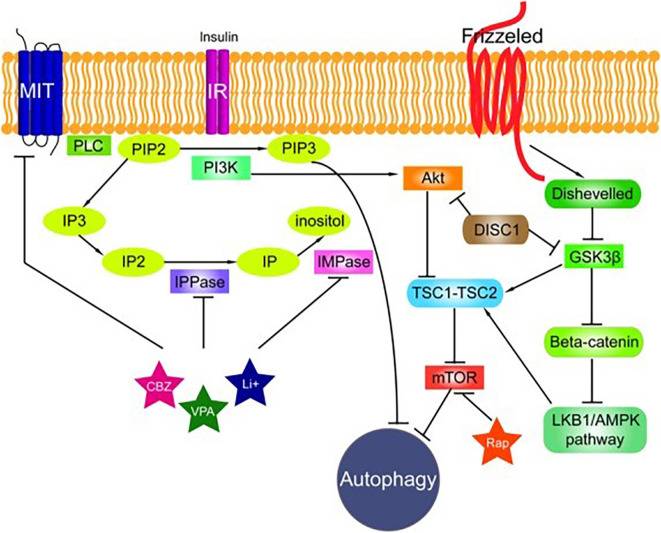 Insulin
Frizzeled
MIT
IR
PLC
PIP2
PIP3
PI3K
Akt
Dishevelled
IP3
inositol
DISC1
IP2
IP
IMPase
GSK3β
IPPase
TSC1-TSC2
Beta-catenin
CBZ
Li+
VPA
mTOR
LKB1/AMPK
pathway
Rap
Autophagy